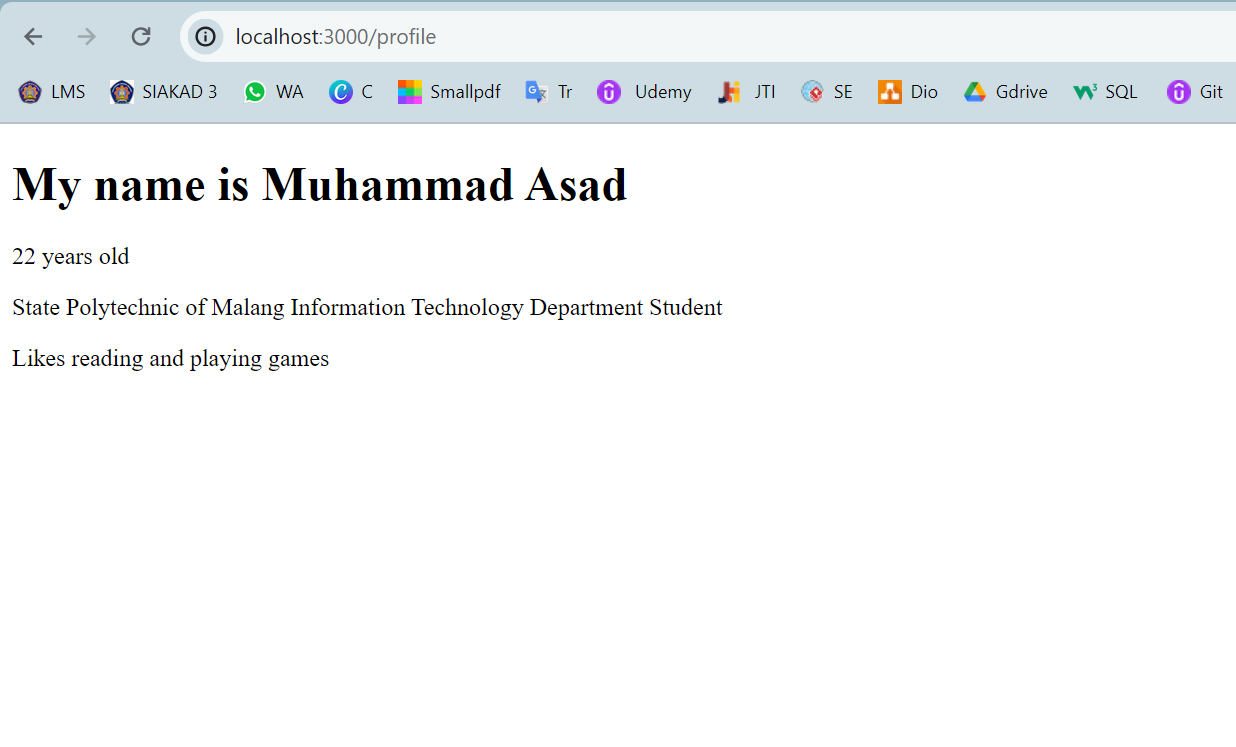 localhost:3000/profile
LMS SIAKAD 3 WA C Smallpdf Tr Udemy JTI SE Dio Gdrive SQL Git
My name is Muhammad Asad
22 years old
State Polytechnic of Malang Information Technology Department Student
Likes reading and playing games